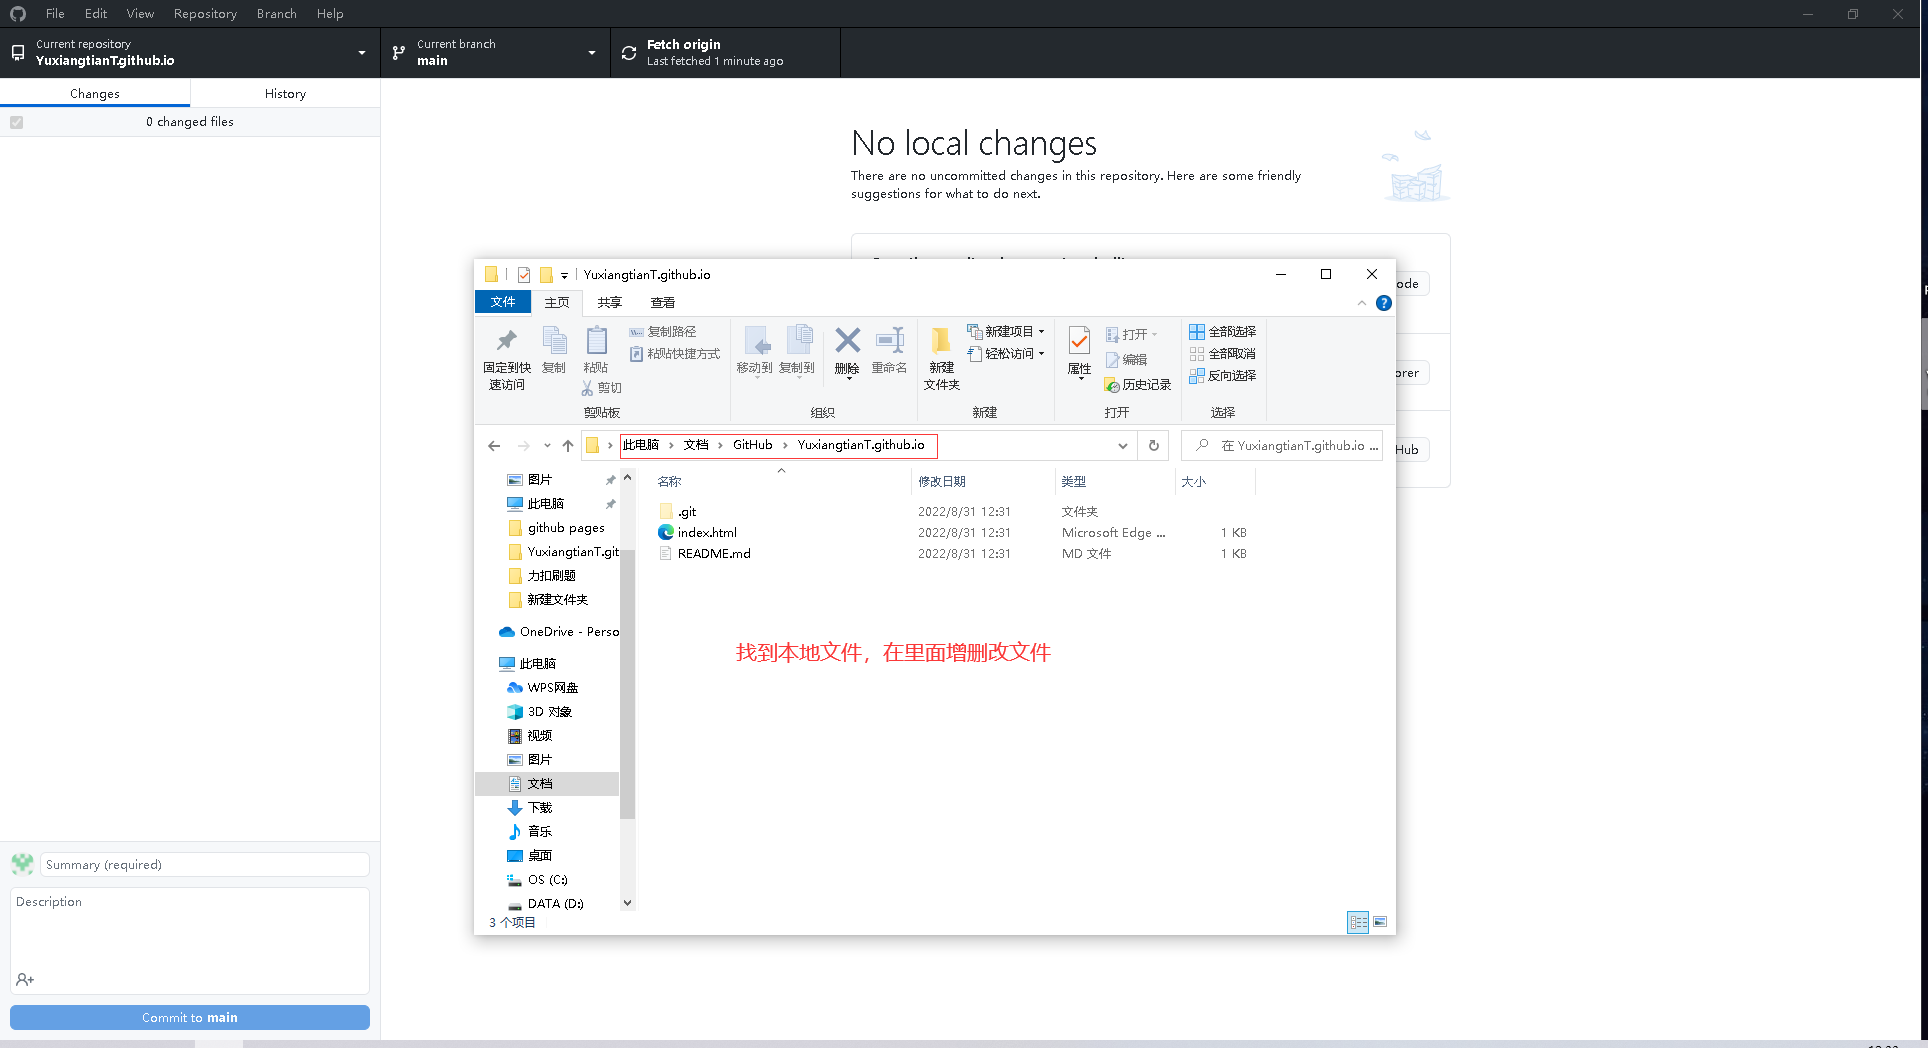 File Edit View Repository Branch Help
Current repository
YuxiangtianT.github.io
Current branch
main
Fetch origin
Last fetched 1 minute ago
Changes History
0 changed files
No local changes
There are no uncommitted changes in this repository. Here are some friendly
suggestions for what to do next.
ode
orer
Hub
YuxiangtianT.github.io
文件 主页 共享 查看
固定到快
速访问
复制
粘贴
复制路径
粘贴快捷方式
剪切
剪贴板
移动到
复制到
删除
重命名
组织
新建
文件夹
新建项目
轻松访问
新建
属性
打开
编辑
历史记录
打开
全部选择
全部取消
反向选择
选择
此电脑 文档 GitHub YuxiangtianT.github.io
在 YuxiangtianT.github.io ...
图片
此电脑
github pages
YuxiangtianT.git
力扣刷题
新建文件夹
OneDrive - Perso
此电脑
WPS网盘
3D 对象
视频
图片
文档
下载
音乐
桌面
OS (C:)
DATA (D:)
名称 修改日期 类型 大小
.git 2022/8/31 12:31 文件夹
index.html 2022/8/31 12:31 Microsoft Edge ... 1 KB
README.md 2022/8/31 12:31 MD 文件 1 KB
找到本地文件，在里面增删改文件
3 个项目
Summary (required)
Description
Commit to main